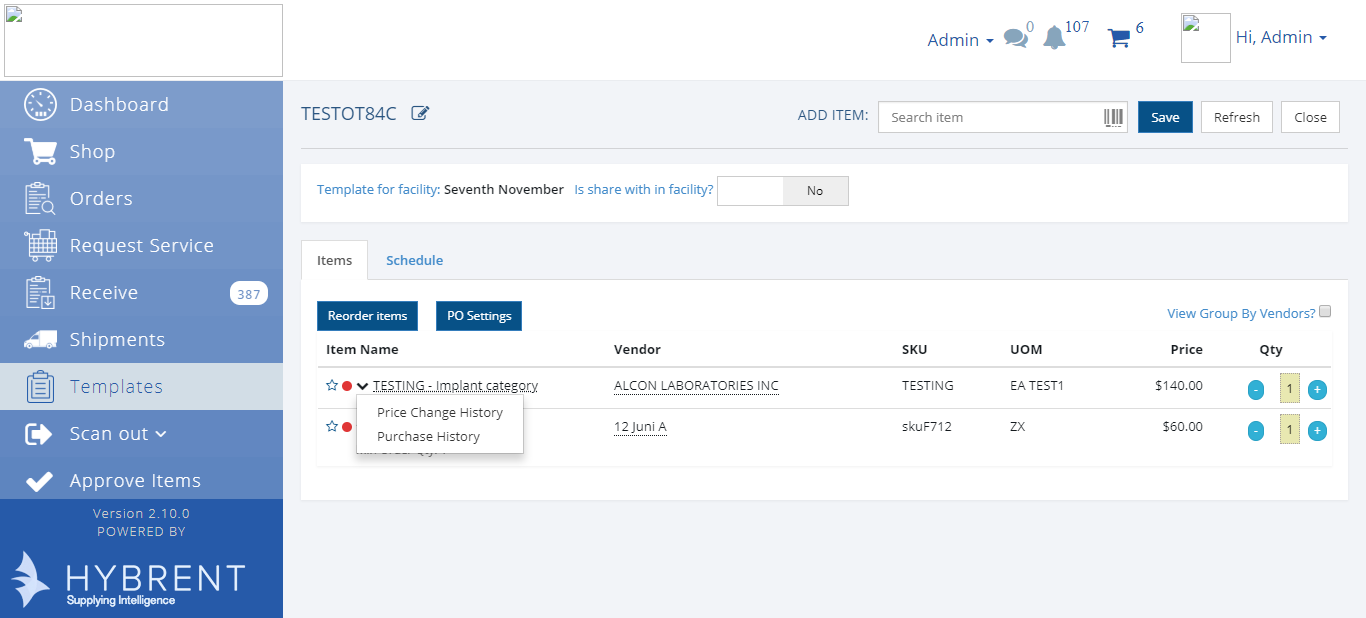 Admin 0 107 6 Hi, Admin
Dashboard
Shop
Orders
Request Service
Receive 387
Shipments
Templates
Scan out
Approve Items
Version 2.10.0
POWERED BY
HYBRENT
Supplying Intelligence
TESTOT84C ADD ITEM: Search item Save Refresh Close
Template for facility: Seventh November Is share with in facility? No
Items Schedule
Reorder items PO Settings View Group By Vendors?
Item Name Vendor SKU UOM Price Qty
TESTING - Implant category ALCON LABORATORIES INC TESTING EA TEST1 $140.00 - 1 +
Price Change History
Purchase History
12 Juni A skuF712 ZX $60.00 - 1 +